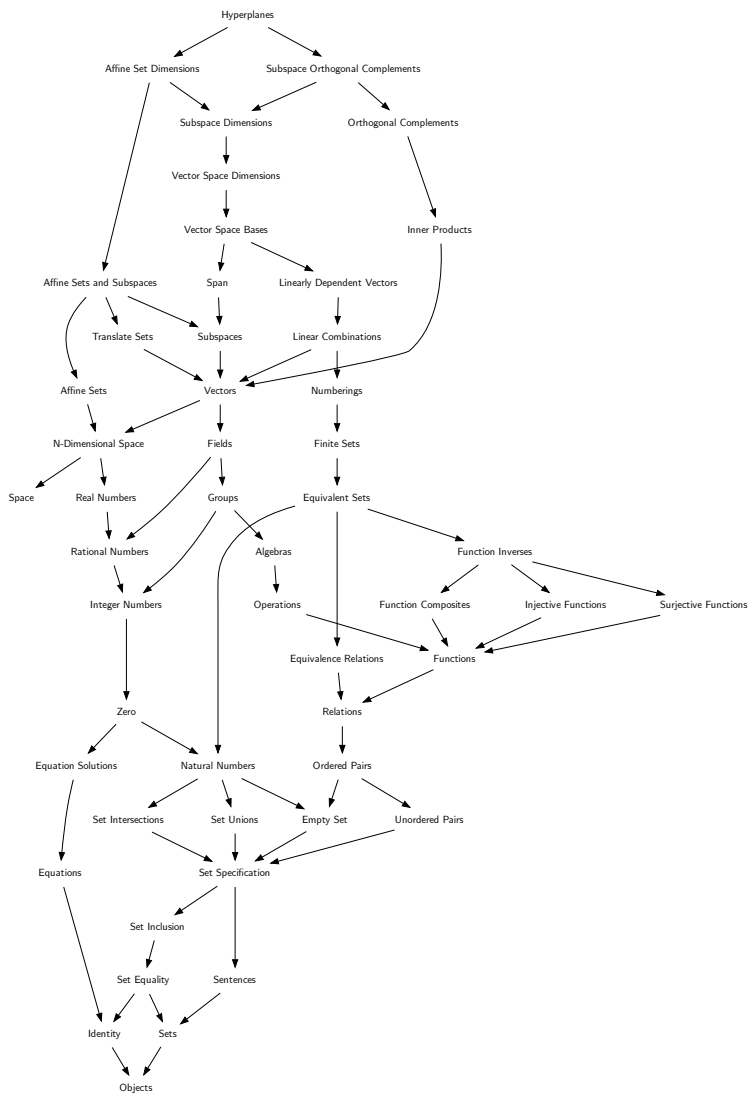 Hyperplanes
Affine Set Dimensions
Subspace Orthogonal Complements
Subspace Dimensions
Orthogonal Complements
Vector Space Dimensions
Vector Space Bases
Inner Products
Affine Sets and Subspaces
Span
Linearly Dependent Vectors
Translate Sets
Subspaces
Linear Combinations
Affine Sets
Vectors
Numberings
N-Dimensional Space
Fields
Finite Sets
Space
Real Numbers
Groups
Equivalent Sets
Rational Numbers
Algebras
Function Inverses
Integer Numbers
Operations
Function Composites
Injective Functions
Surjective Functions
Equivalence Relations
Functions
Zero
Relations
Equation Solutions
Natural Numbers
Ordered Pairs
Set Intersections
Set Unions
Empty Set
Unordered Pairs
Equations
Set Specification
Set Inclusion
Set Equality
Sentences
Identity
Sets
Objects